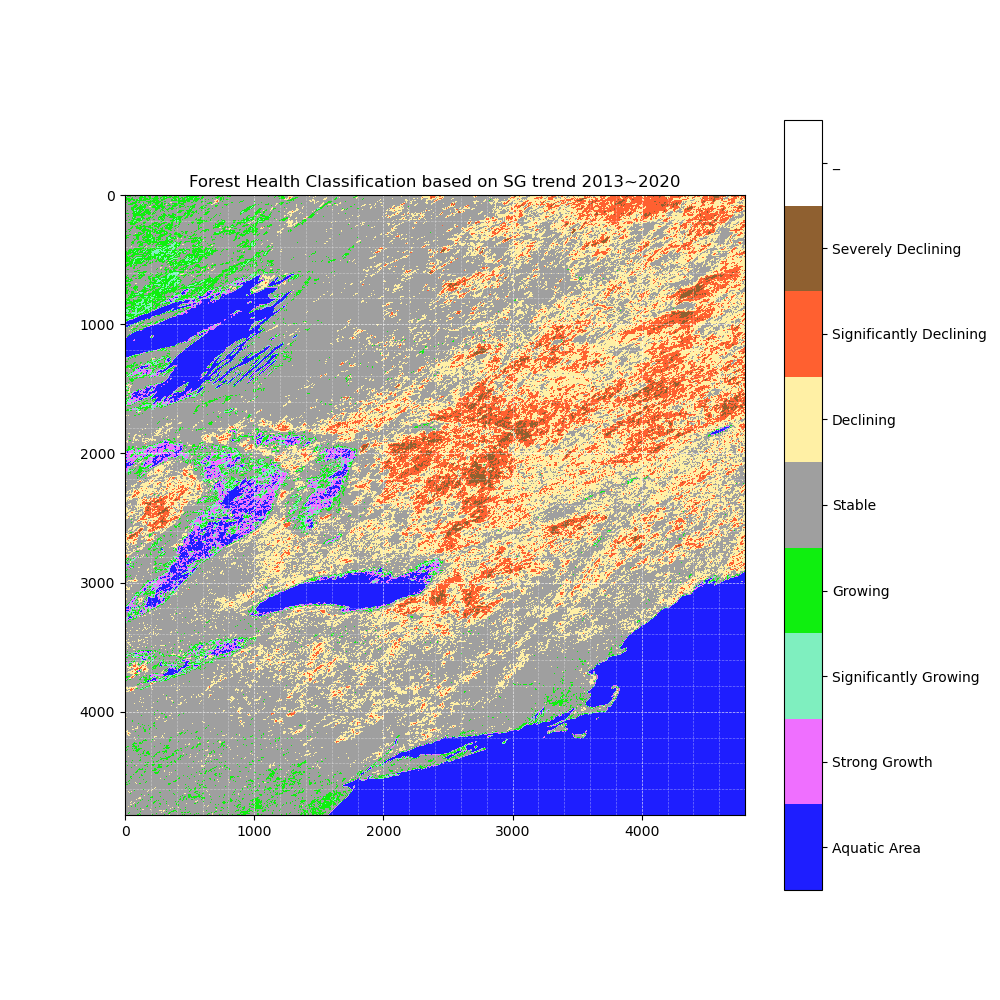 Forest Health Classification based on SG trend 2013~2020
0
1000
2000
3000
4000
0
1000
2000
3000
4000
_
Severely Declining
Significantly Declining
Declining
Stable
Growing
Significantly Growing
Strong Growth
Aquatic Area